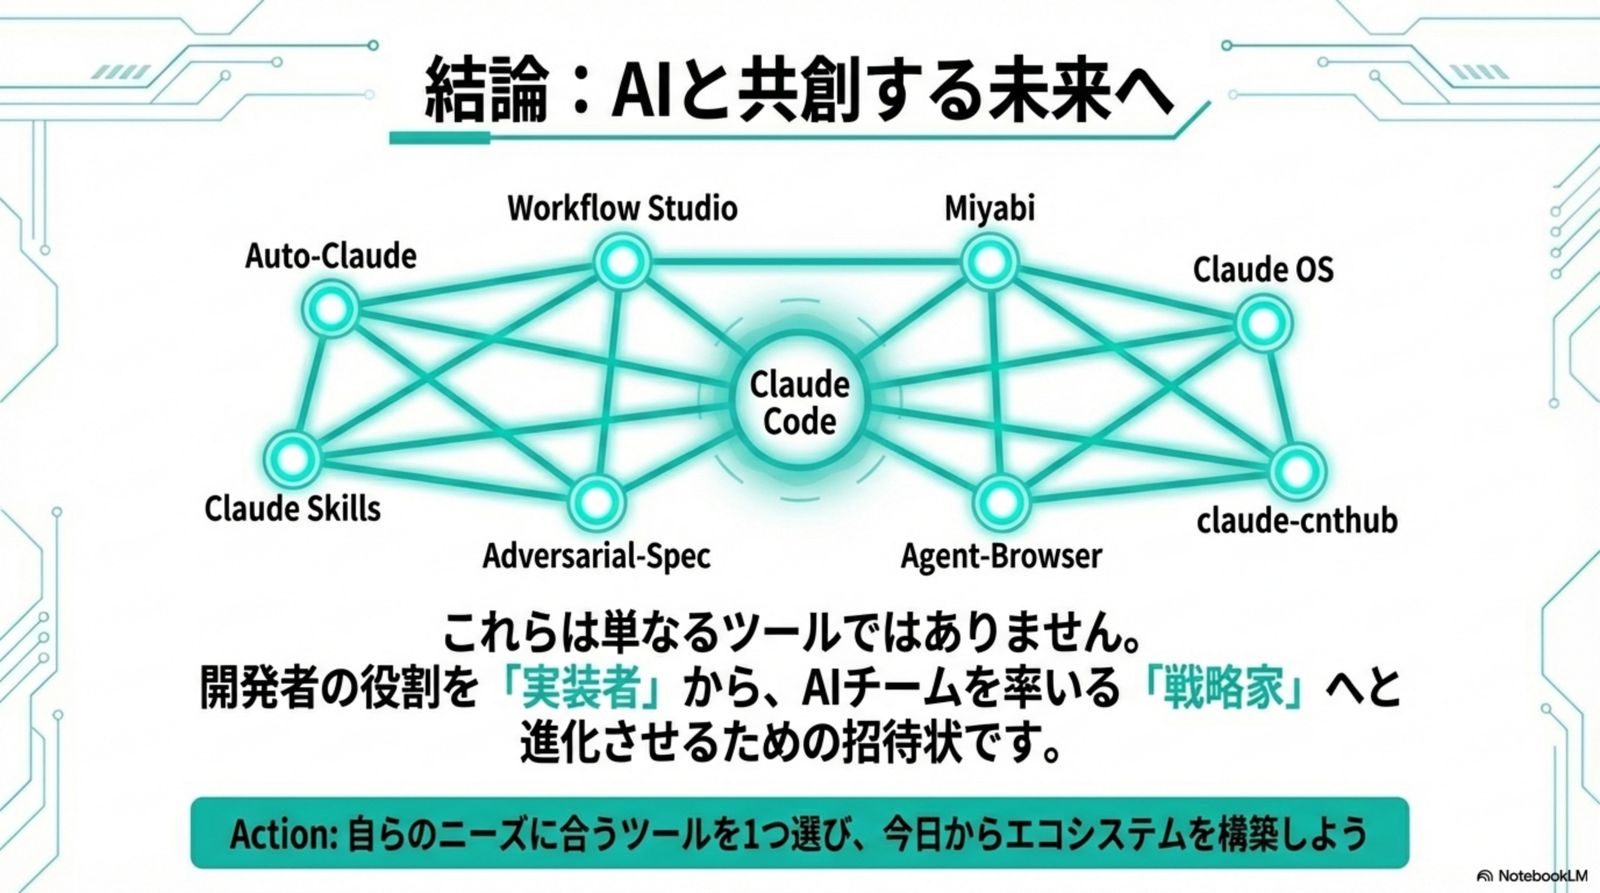 結論：AIと共創する未来へ
Workflow Studio
Miyabi
Auto-Claude
Claude OS
Claude
Code
Claude Skills
claude-cnthub
Adversarial-Spec
Agent-Browser
これらは単なるツールではありません。
開発者の役割を「実装者」から、AIチームを率いる「戦略家」へと
進化させるための招待状です。
Action: 自らのニーズに合うツールを1つ選び、今日からエコシステムを構築しよう
NotebookLM